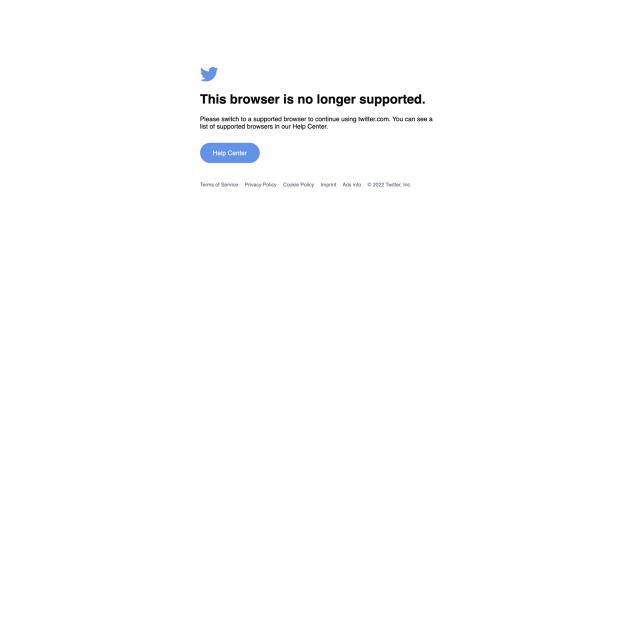 This browser is no longer supported.
Please switch to a supported browser to continue using twitter.com. You can see a
list of supported browsers in our Help Center.
Help Center
Terms of Service Privacy Policy Cookie Policy Imprint Ads info © 2022 Twitter, Inc.